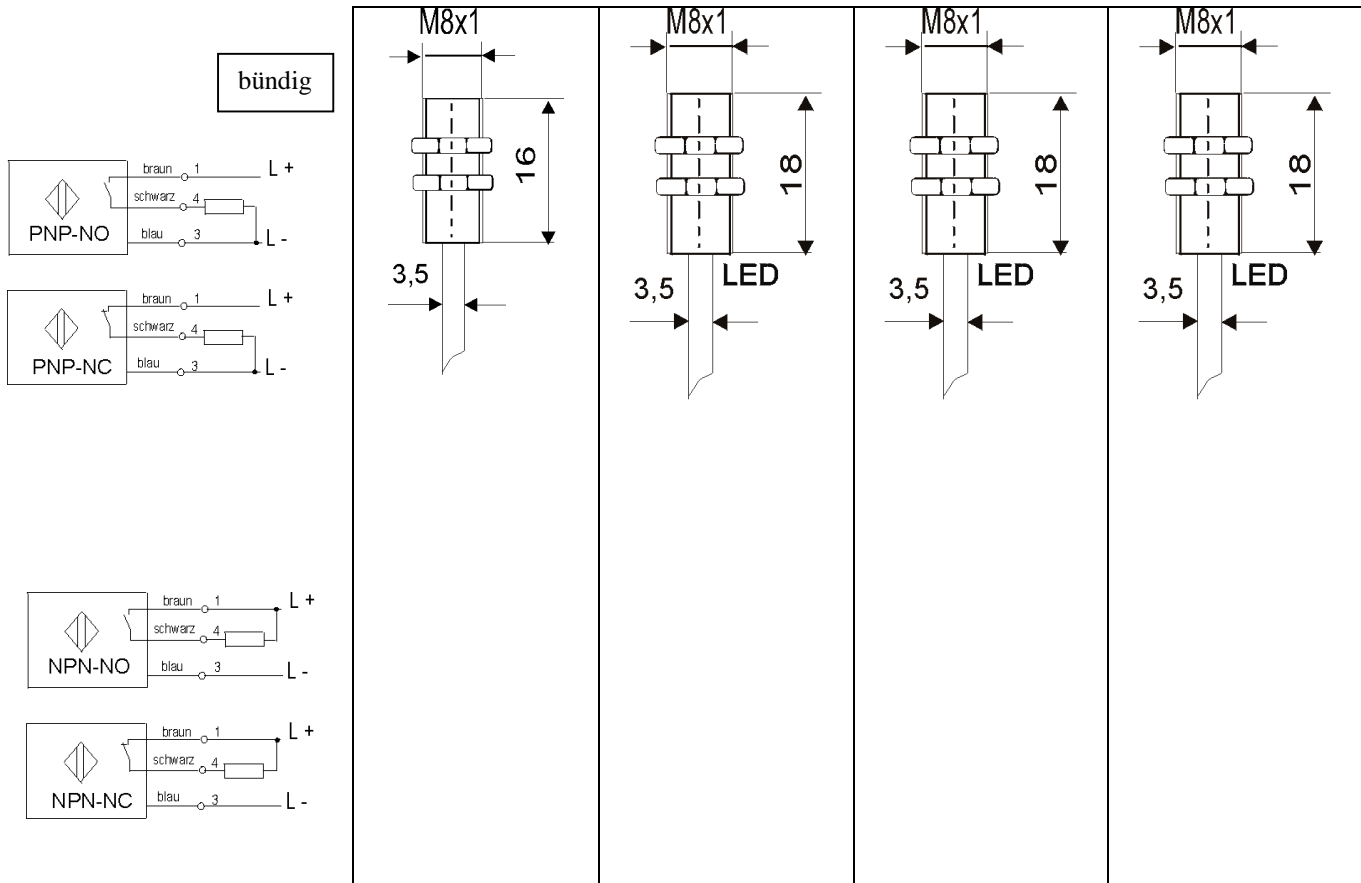 bündig
braun 1 L +
schwarz 4
blau 3 L -
PNP-NO
braun 1 L +
schwarz 4
blau 3 L -
PNP-NC
braun 1 L +
schwarz 4
blau 3 L -
NPN-NO
braun 1 L +
schwarz 4
blau 3 L -
NPN-NC
M8x1
16
3,5
M8x1
18
3,5
LED
M8x1
18
3,5
LED
M8x1
18
3,5
LED